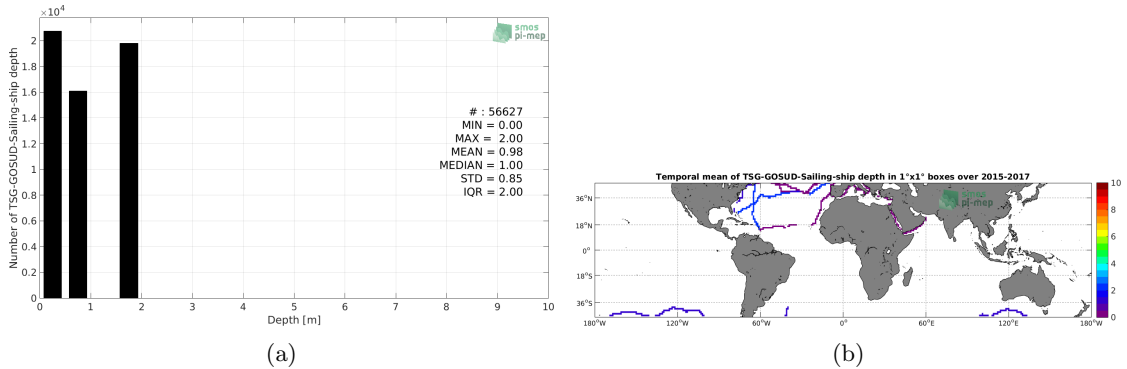 ×10⁴
2
1.8
1.6
1.4
1.2
1
0.8
0.6
0.4
0.2
0
Number of TSG-GOSUD-Sailing-ship depth
smos
pi-mep
# : 56627
MIN = 0.00
MAX = 2.00
MEAN = 0.98
MEDIAN = 1.00
STD = 0.85
IQR = 2.00
0 1 2 3 4 5 6 7 8 9 10
Depth [m]
(a)
Temporal mean of TSG-GOSUD-Sailing-ship depth in 1°x1° boxes over 2015-2017
smos
pi-mep
36°N
18°N
0°
18°S
36°S
180°W 120°W 60°W 0° 60°E 120°E 180°W
10
8
6
4
2
0
(b)